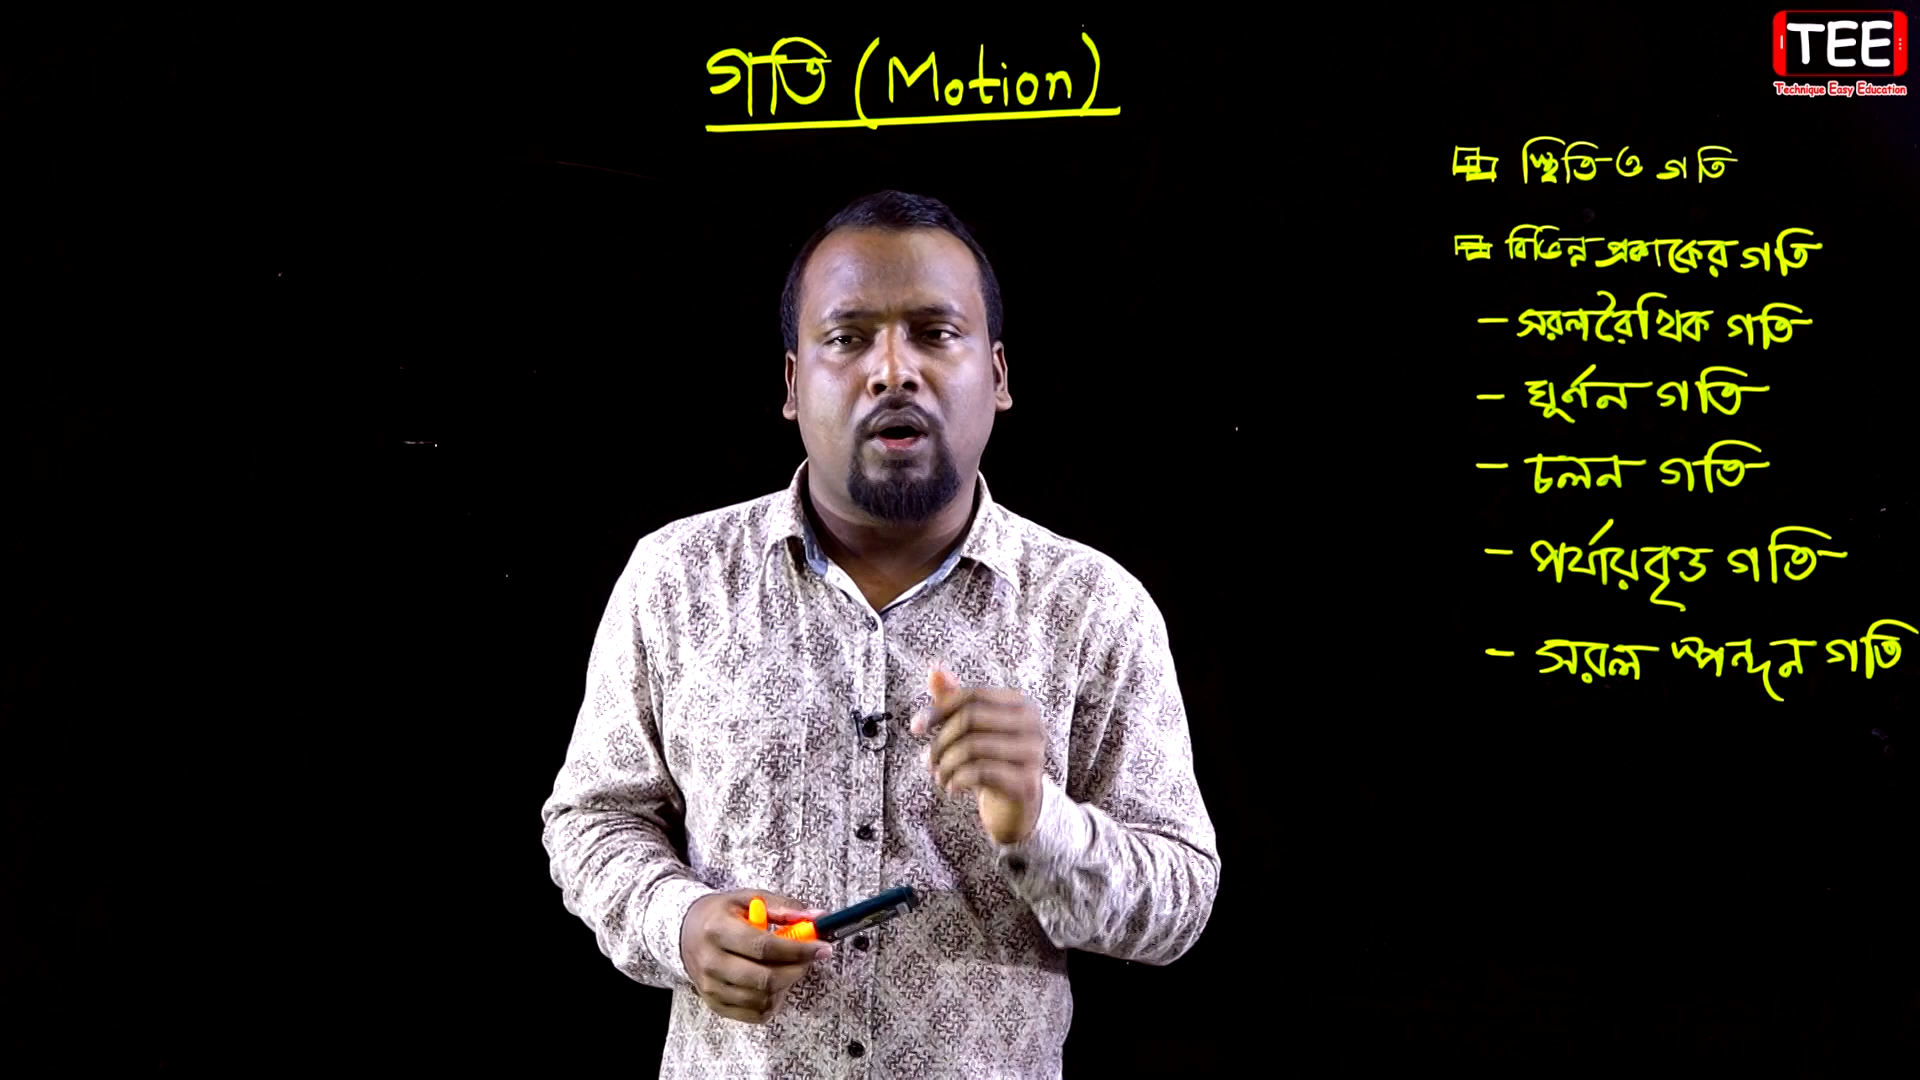 গতি (Motion)
TEE
Technique Easy Education
স্থিতি ও গতি
বিভিন্ন প্রকারের গতি
- সরলরৈখিক গতি
- ঘূর্নন গতি
- চলন গতি
- পর্যায়বৃত্ত গতি
- সরল স্পন্দন গতি